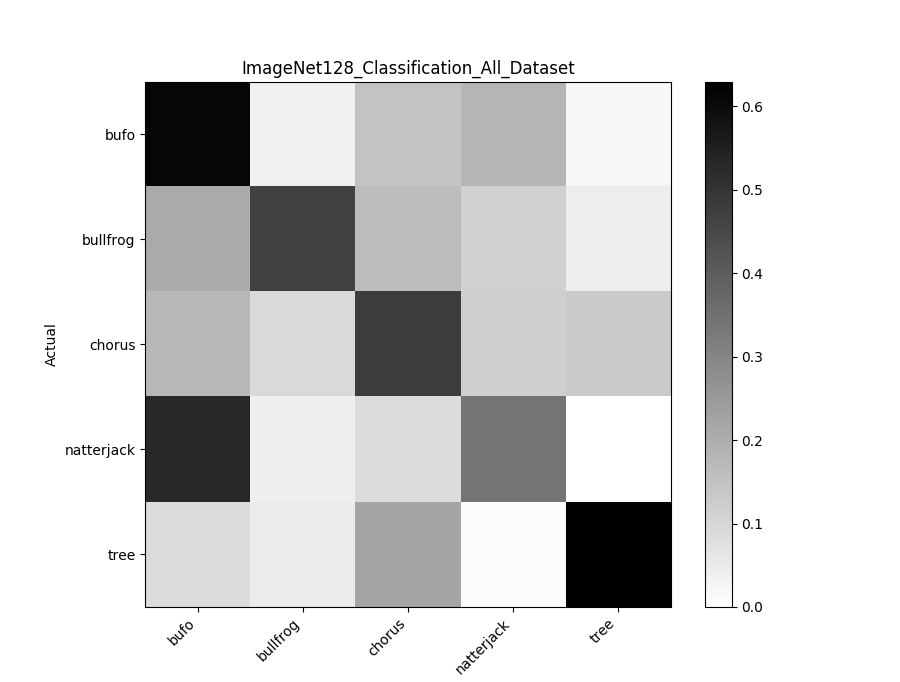 ImageNet128_Classification_All_Dataset
Actual
bufo
bullfrog
chorus
natterjack
tree
bufo
bullfrog
chorus
natterjack
tree
0.6
0.5
0.4
0.3
0.2
0.1
0.0